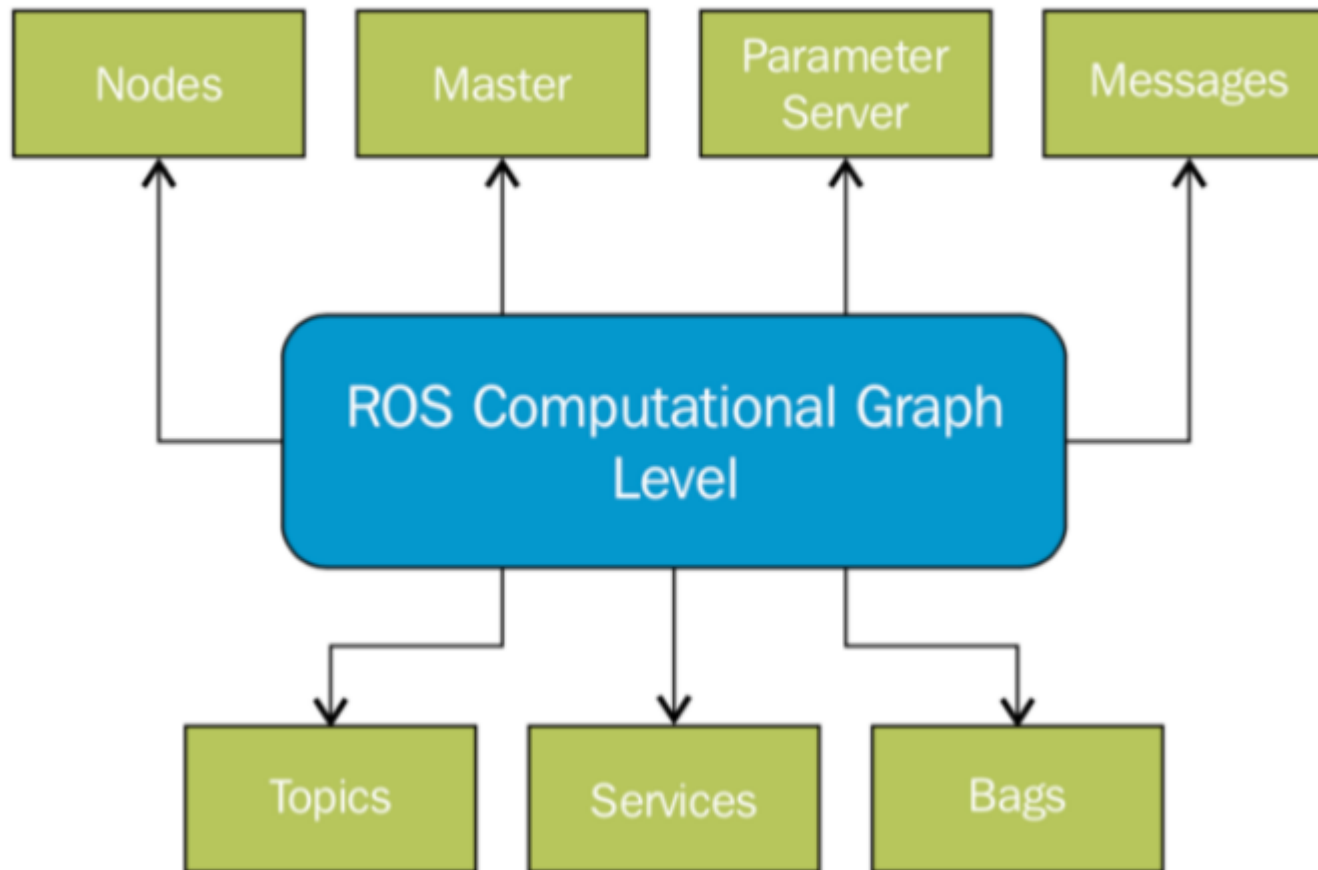 Nodes
Master
Parameter
Server
Messages
ROS Computational Graph
Level
Topics
Services
Bags